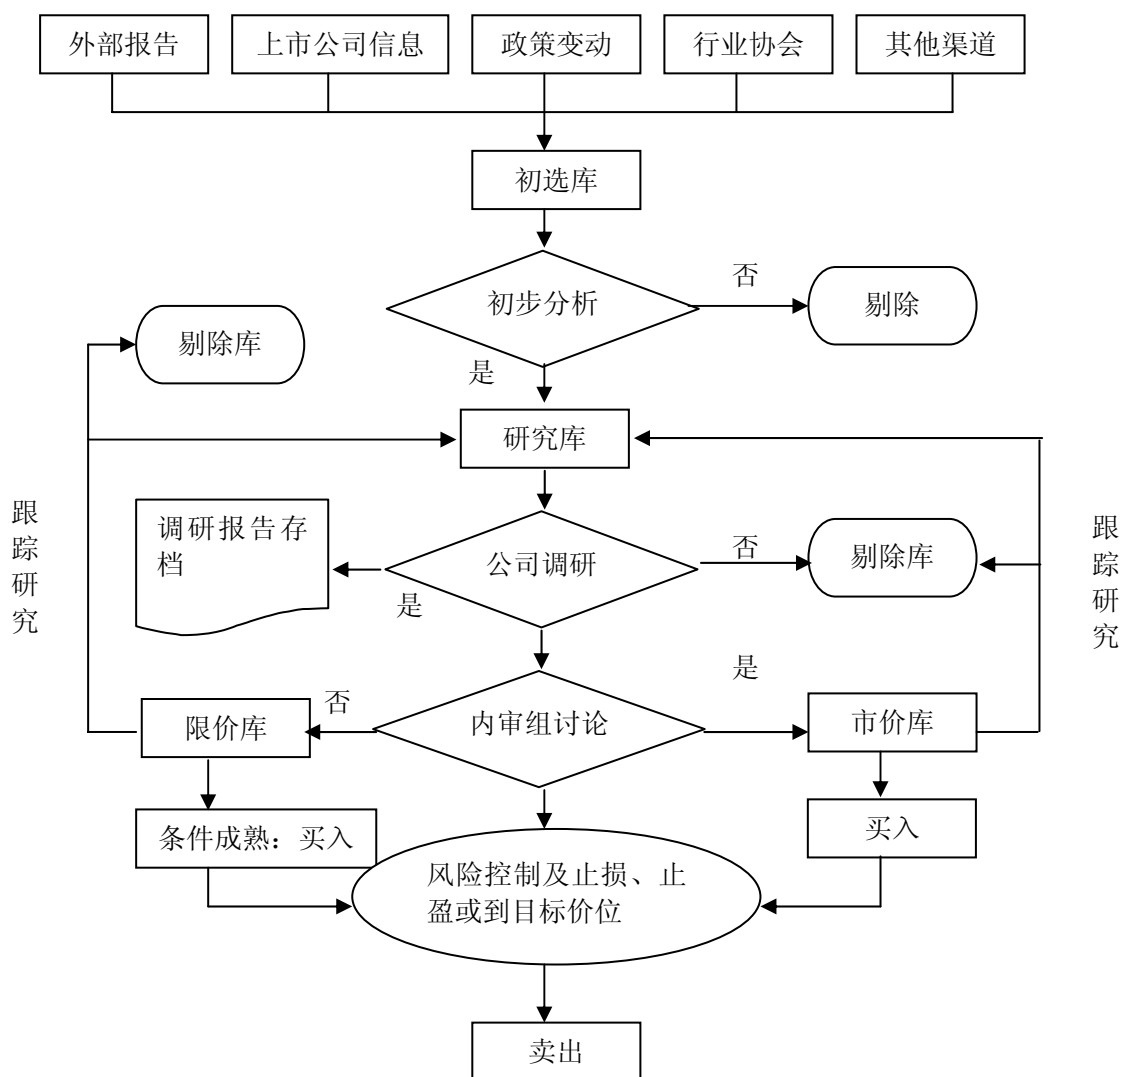 外部报告
上市公司信息
政策变动
行业协会
其他渠道
初选库
初步分析
否
剔除
剔除库
是
研究库
跟踪研究
调研报告存
档
公司调研
否
剔除库
跟踪研究
是
是
否
限价库
内审组讨论
市价库
条件成熟：买入
买入
风险控制及止损、止
盈或到目标价位
卖出